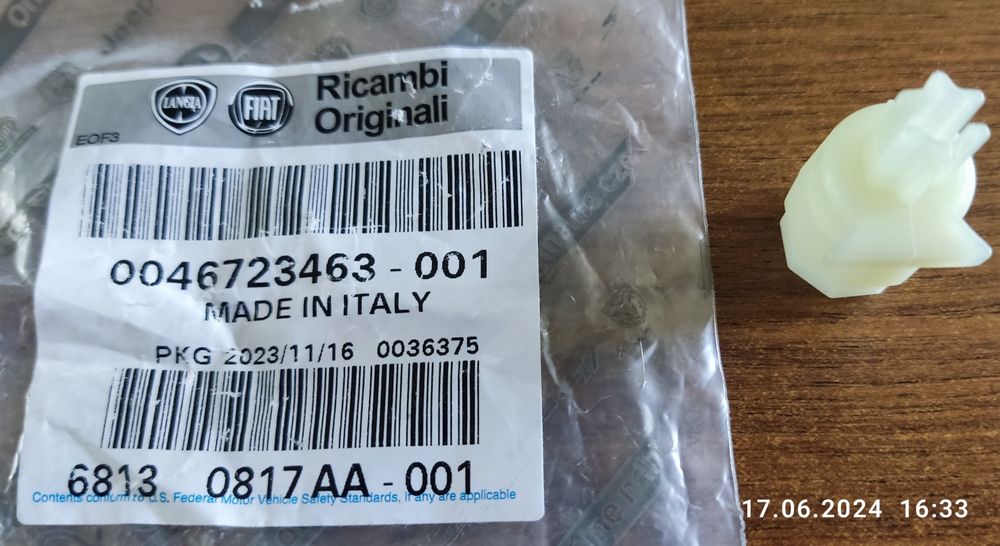 Jeep
LANCIA
FIAT
Ricambi
Originali
EOF3
0046723463 - 001
MADE IN ITALY
PKG 2023/11/16 0036375
6813 0817AA - 001
Contents conform to U.S. Federal Motor Vehicle Safety Standards, if any are applicable
17.06.2024 16:33